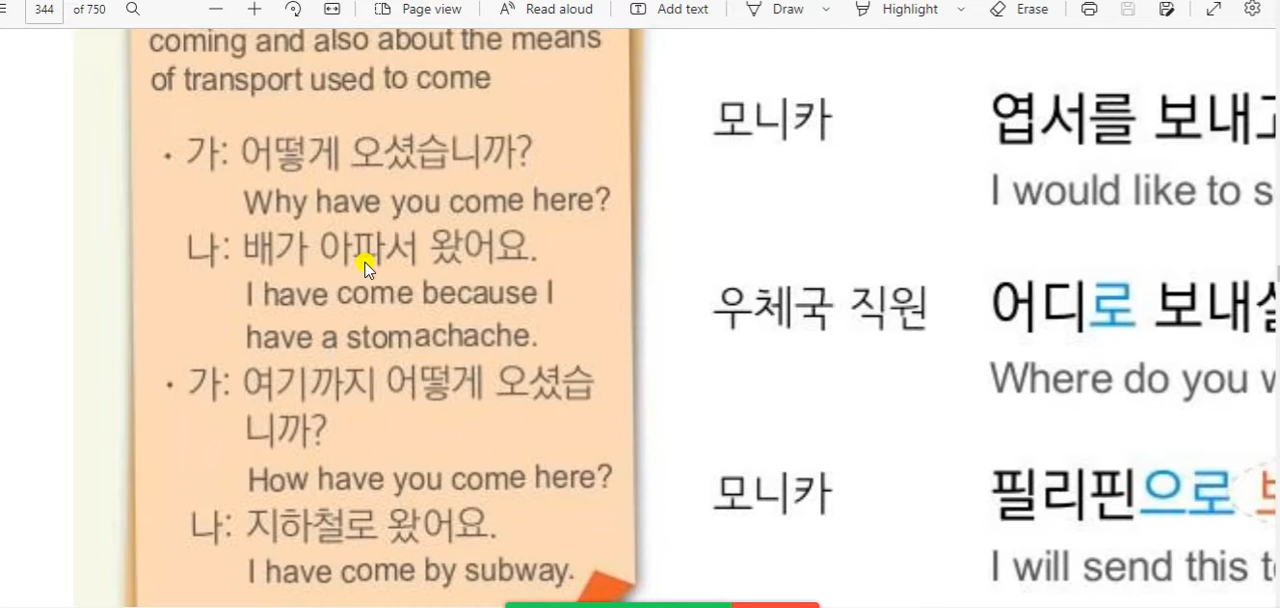 344 of 750 Page view Read aloud Add text Draw Highlight Erase
coming and also about the means
of transport used to come
· 가: 어떻게 오셨습니까?
Why have you come here?
나: 배가 아파서 왔어요.
I have come because I
have a stomachache.
· 가: 여기까지 어떻게 오셨습
니까?
How have you come here?
나: 지하철로 왔어요.
I have come by subway.
모니카 엽서를 보내고
I would like to s
우체국 직원 어디로 보내실
Where do you w
모니카 필리핀으로
I will send this t